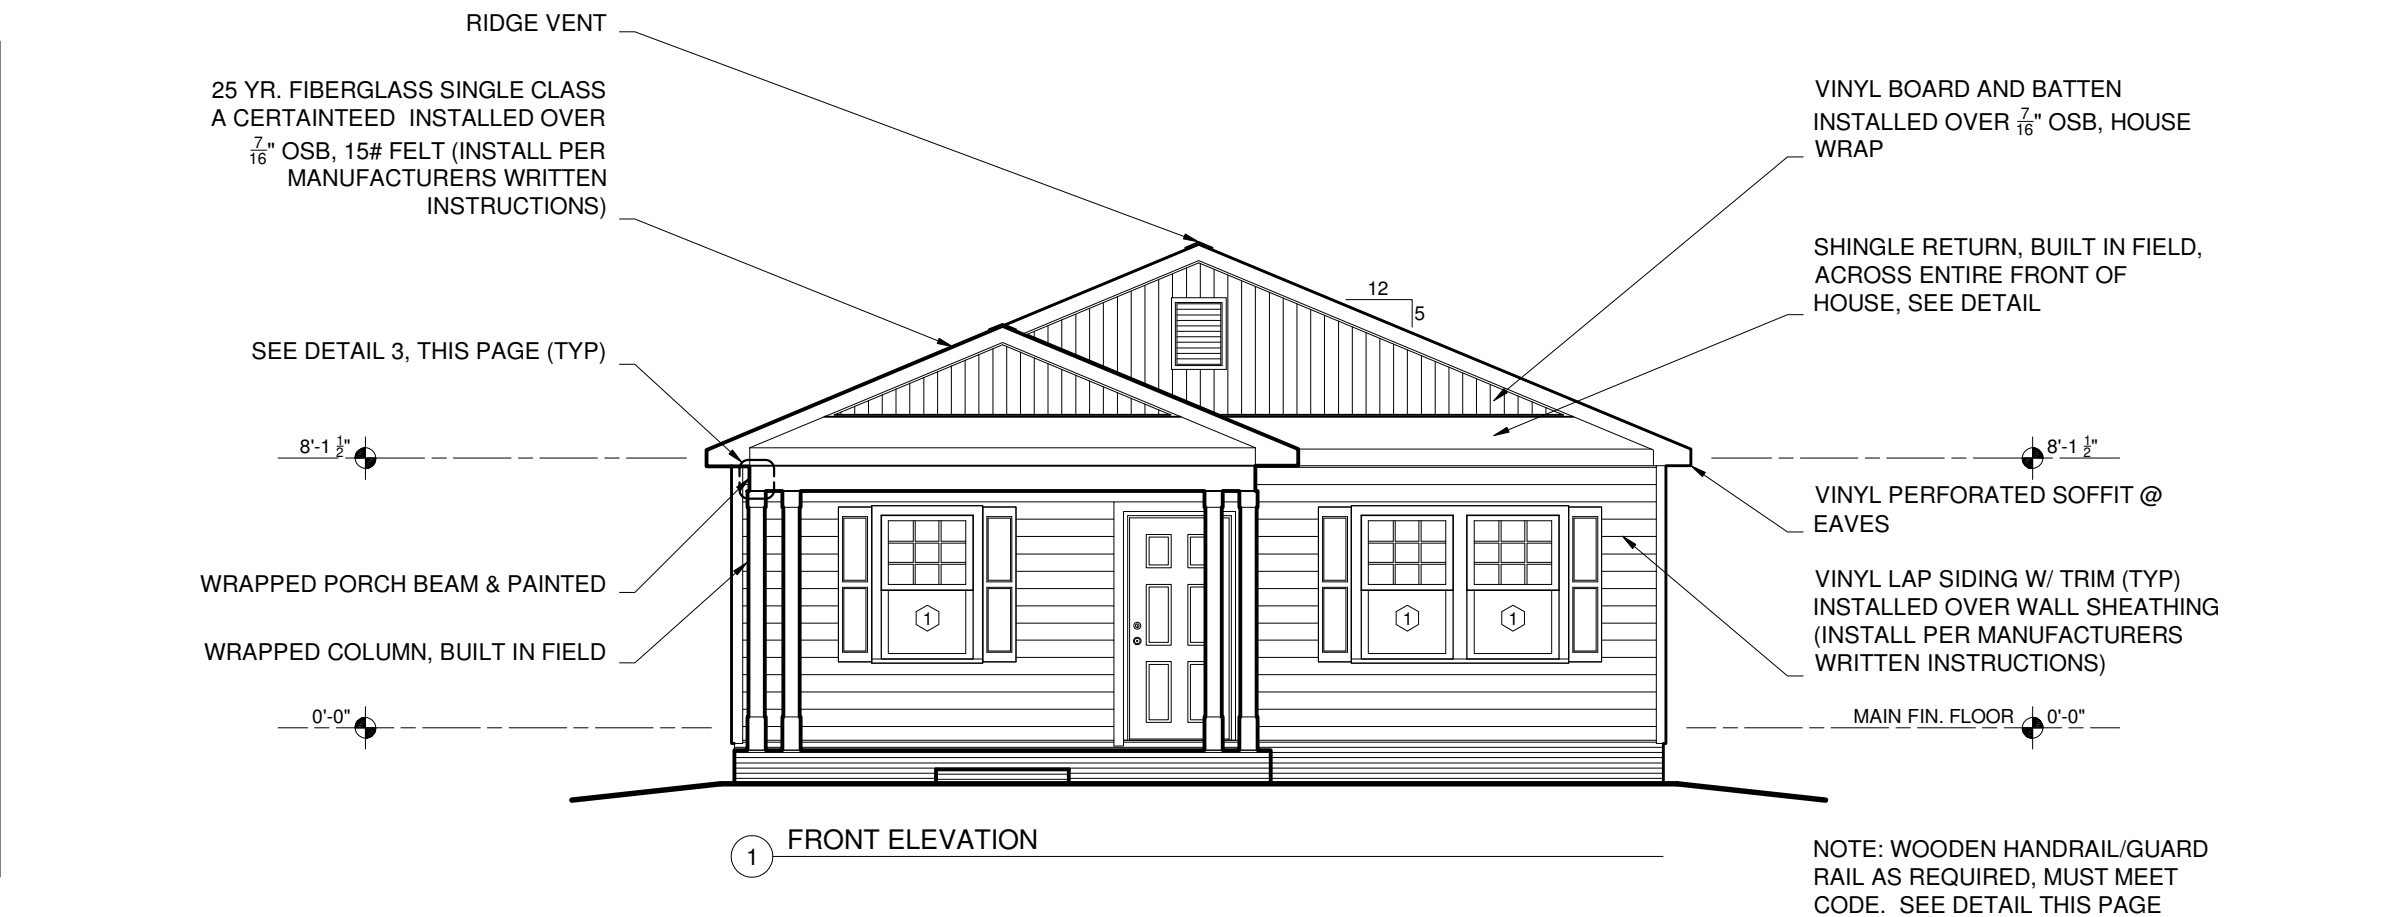 RIDGE VENT
25 YR. FIBERGLASS SINGLE CLASS
A CERTAINTEED INSTALLED OVER
7/16" OSB, 15# FELT (INSTALL PER
MANUFACTURERS WRITTEN
INSTRUCTIONS)
SEE DETAIL 3, THIS PAGE (TYP)
8'-1 1/2"
WRAPPED PORCH BEAM & PAINTED
WRAPPED COLUMN, BUILT IN FIELD
0'-0"
12
5
1
1
1
VINYL BOARD AND BATTEN
INSTALLED OVER 7/16" OSB, HOUSE
WRAP
SHINGLE RETURN, BUILT IN FIELD,
ACROSS ENTIRE FRONT OF
HOUSE, SEE DETAIL
8'-1 1/2"
VINYL PERFORATED SOFFIT @
EAVES
VINYL LAP SIDING W/ TRIM (TYP)
INSTALLED OVER WALL SHEATHING
(INSTALL PER MANUFACTURERS
WRITTEN INSTRUCTIONS)
MAIN FIN. FLOOR 0'-0"
1 FRONT ELEVATION
NOTE: WOODEN HANDRAIL/GUARD
RAIL AS REQUIRED, MUST MEET
CODE. SEE DETAIL THIS PAGE